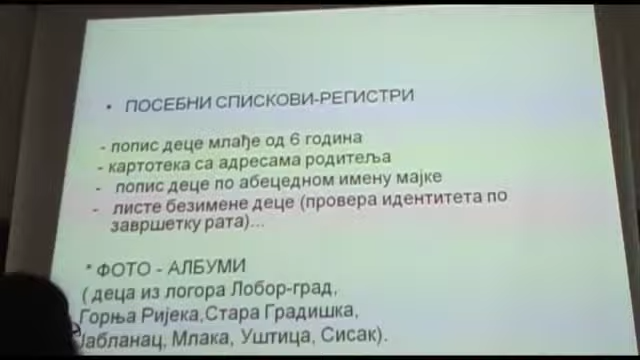 • ПОСЕБНИ СПИСКОВИ-РЕГИСТРИ
- попис деце млађе од 6 година
- картотека са адресама родитеља
- попис деце по абецедном имену мајке
- листе безимене деце (провера идентитета по
завршетку рата)...
* ФОТО - АЛБУМИ
( деца из логора Лобор-град,
Горња Ријека,Стара Градишка,
Јабланац, Млака, Уштица, Сисак).